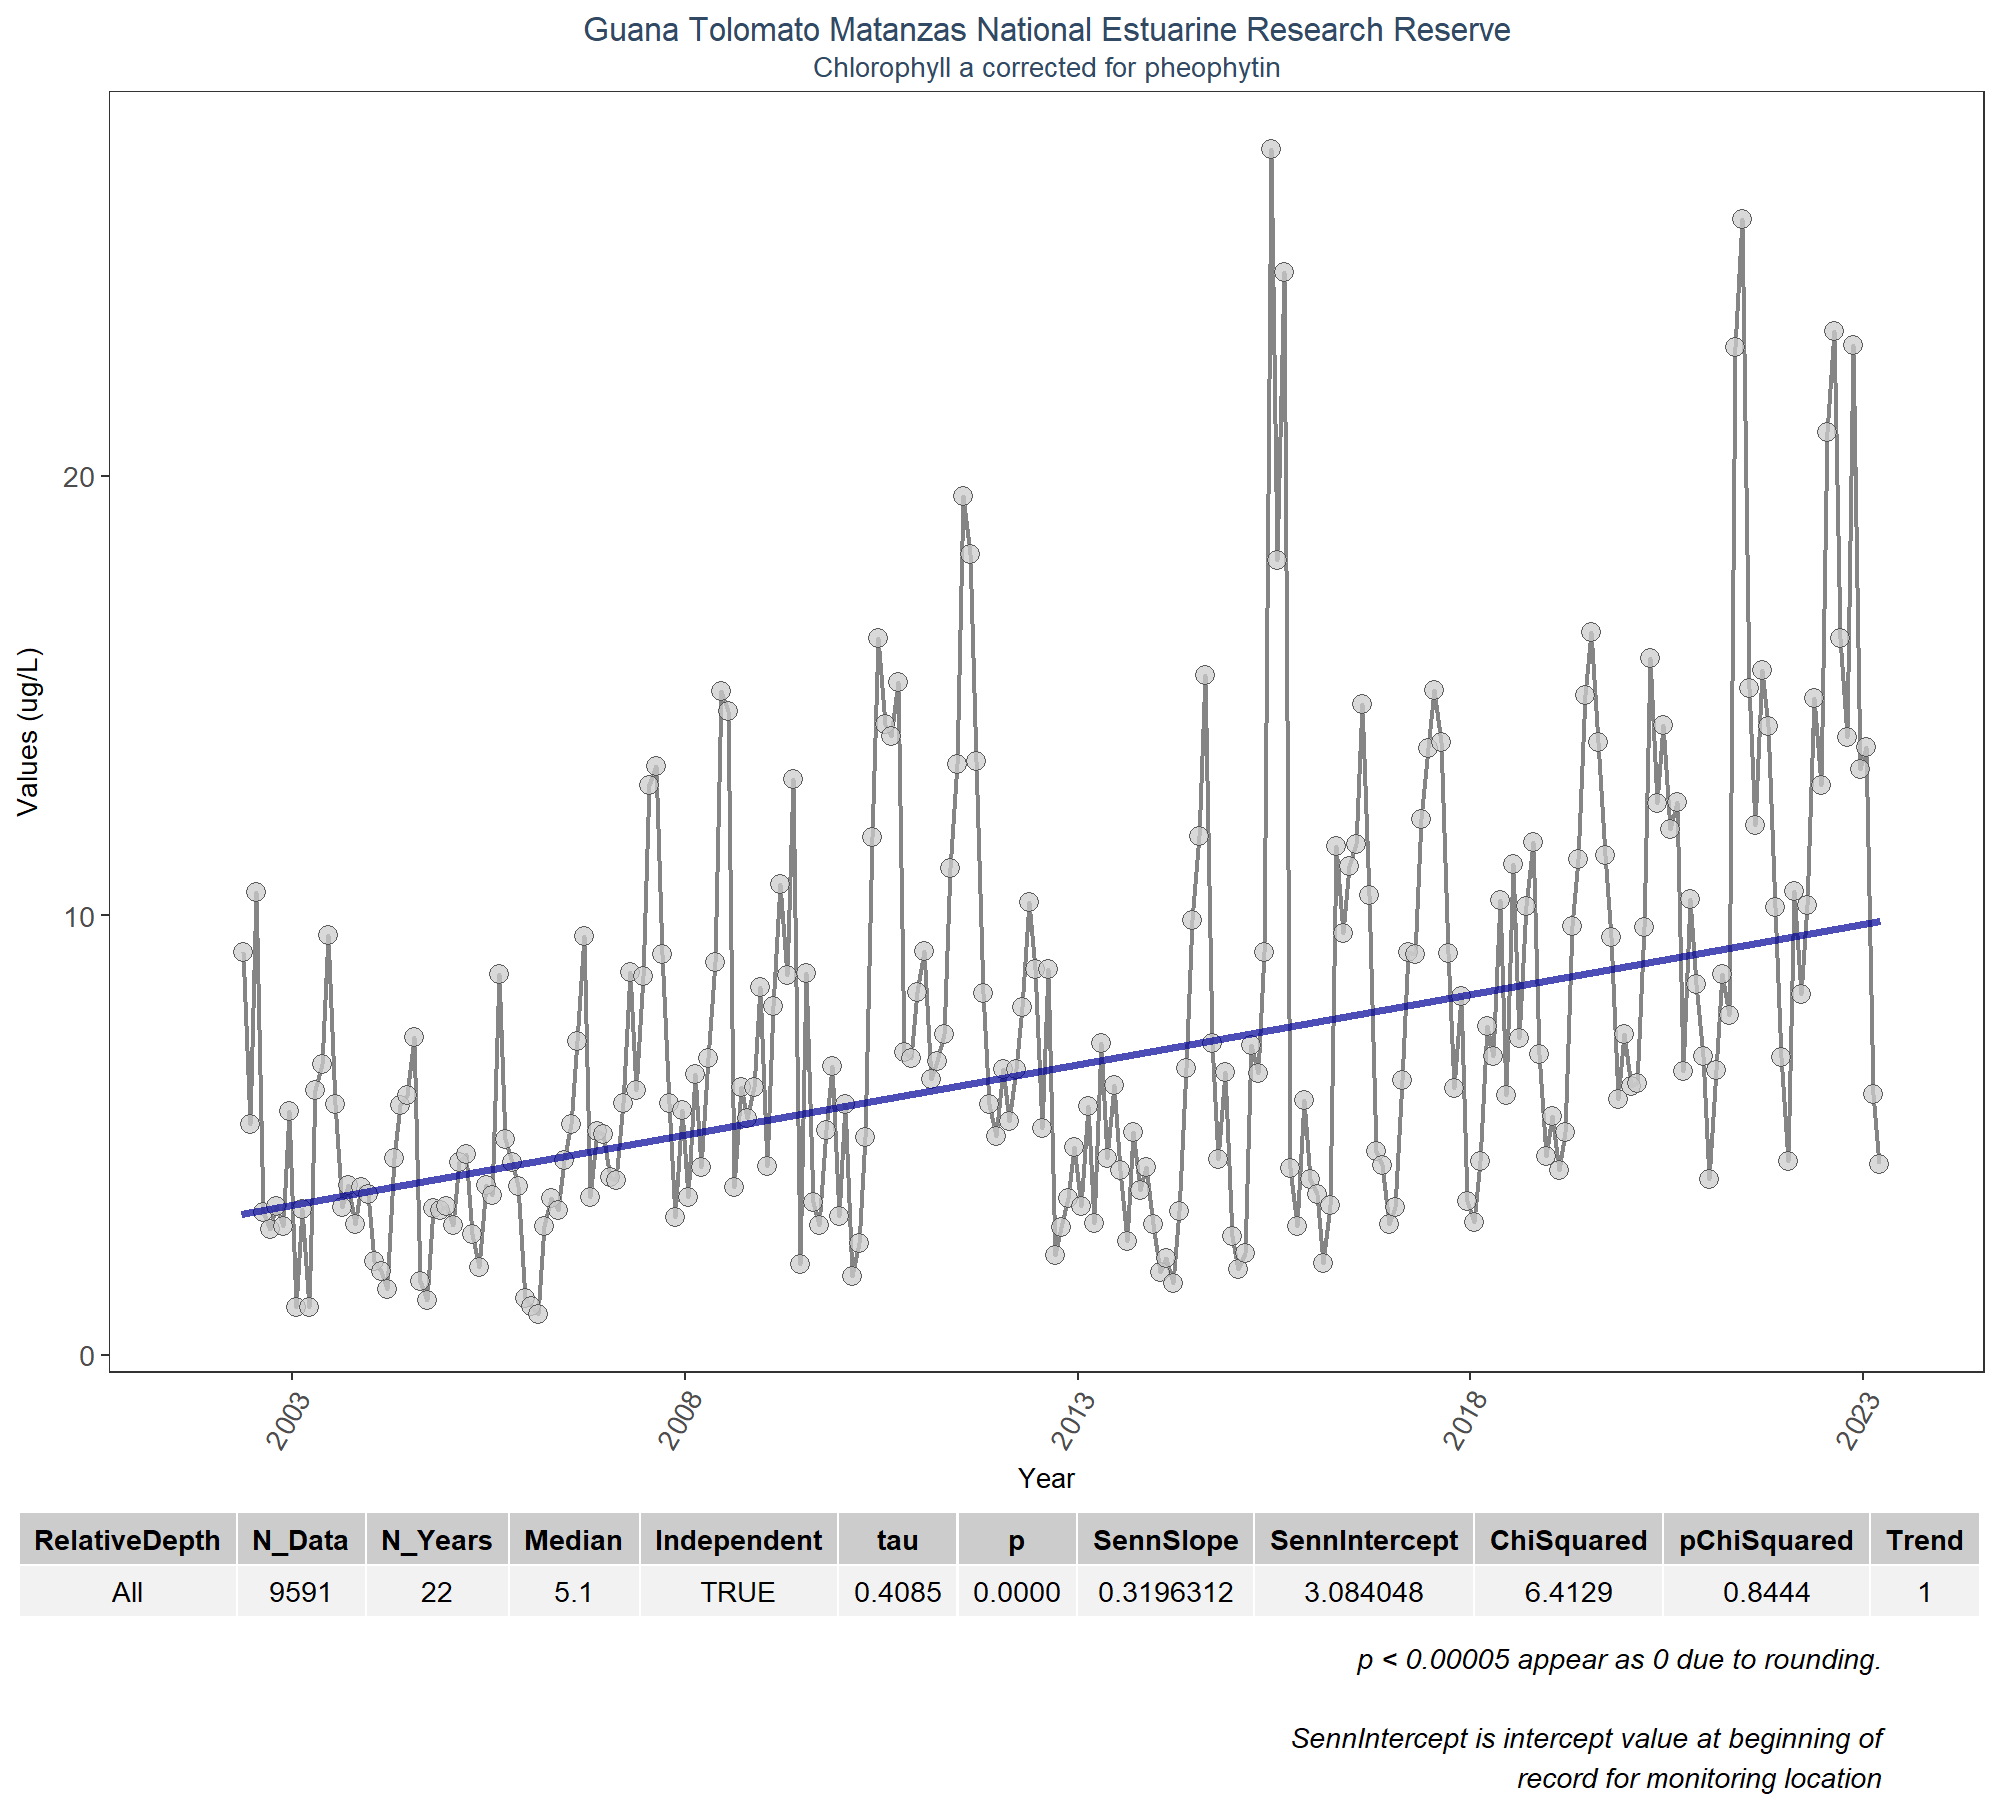 Guana Tolomato Matanzas National Estuarine Research Reserve
Chlorophyll a corrected for pheophytin
20
10
0
Values (ug/L)
2003 2008 2013 2018 2023
Year
RelativeDepth N_Data N_Years Median Independent tau p SennSlope SennIntercept ChiSquared pChiSquared Trend
All 9591 22 5.1 TRUE 0.4085 0.0000 0.3196312 3.084048 6.4129 0.8444 1
p < 0.00005 appear as 0 due to rounding.
SennIntercept is intercept value at beginning of
record for monitoring location